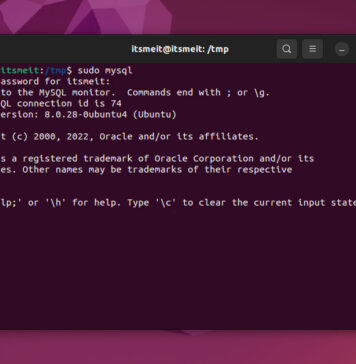 itsmeit@itsmeit: /tmp
itsmeit:/tmp$ sudo mysql
assword for itsmeit:
to the MySQL monitor. Commands end with ; or \g.
QL connection id is 74
ersion: 8.0.28-0ubuntu4 (Ubuntu)
t (c) 2000, 2022, Oracle and/or its affiliates.
s a registered trademark of Oracle Corporation and/or its
es. Other names may be trademarks of their respective
lp;' or '\h' for help. Type '\c' to clear the current input state